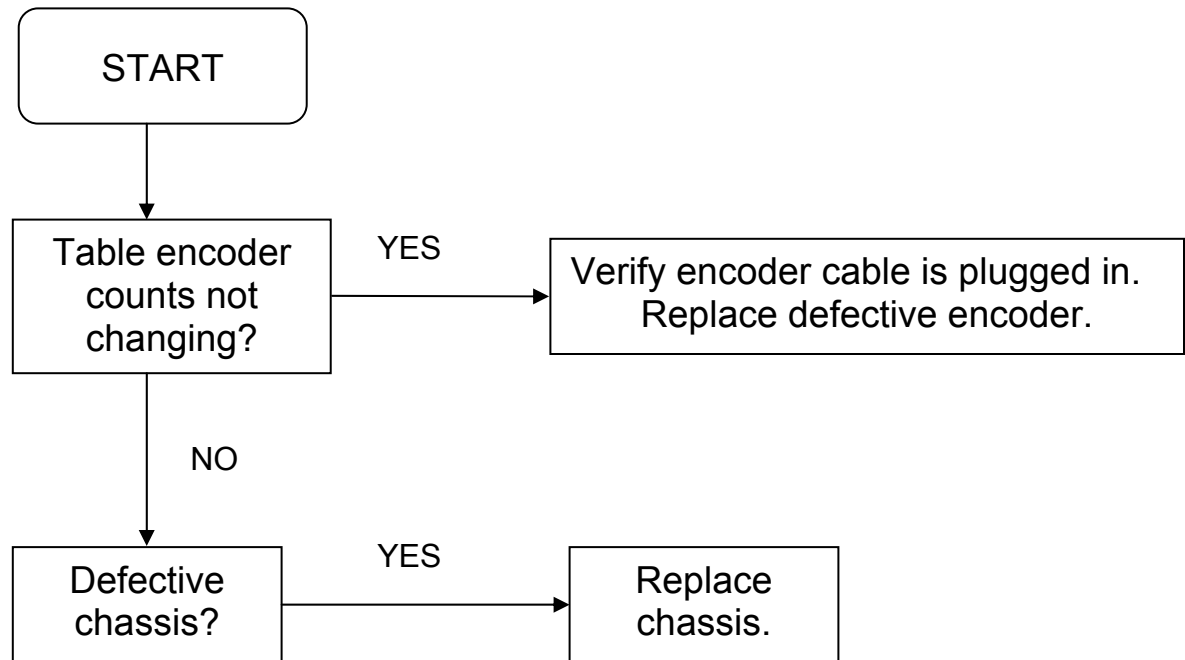 START
Table encoder
counts not
changing?
YES
Verify encoder cable is plugged in.
Replace defective encoder.
NO
Defective
chassis?
YES
Replace
chassis.